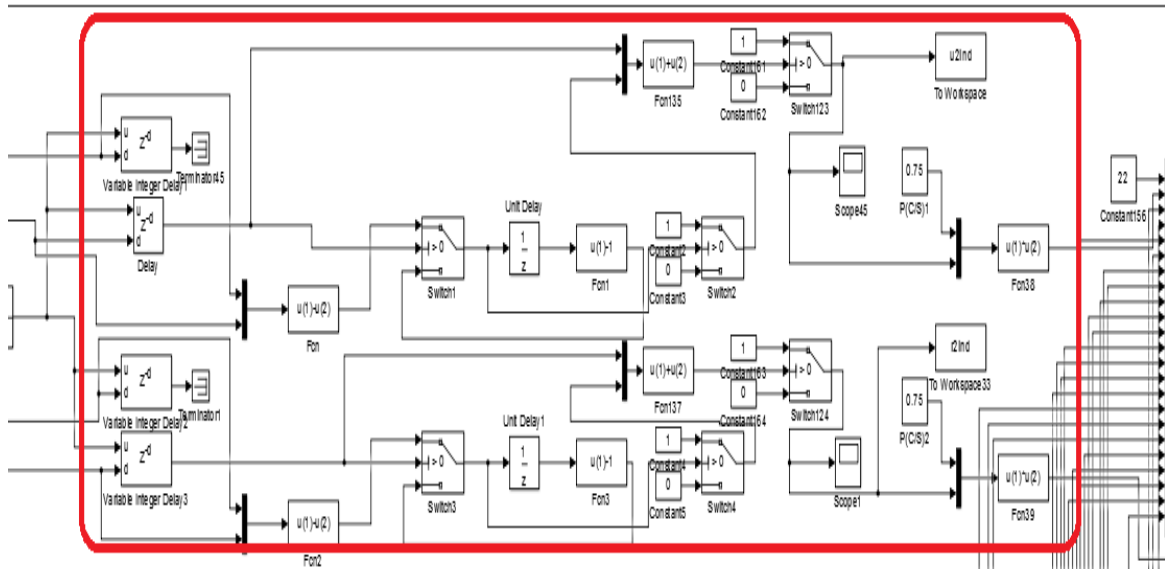 1
Constant161
0
Constant162
u(1)+u(2)
Fcn135
> 0
Switch123
u2Ind
To Workspace
u
d
Z-d
Variable Integer Delay1
Terminator45
u
d
Z-d
Delay
Unit Delay
1
z
u(1)-1
Fcn1
> 0
Switch1
1
Constant2
0
Constant3
> 0
Switch2
Scope45
0.75
P(C/S)1
22
Constant156
u(1)*u(2)
Fcn38
u(1)-u(2)
Fcn
u
d
Z-d
Variable Integer Delay2
Terminator1
u
d
Z-d
Variable Integer Delay3
u(1)+u(2)
Fcn137
1
Constant163
0
Constant164
> 0
Switch124
r2Ind
To Workspace33
0.75
P(C/S)2
Unit Delay1
1
z
u(1)-1
Fcn3
> 0
Switch3
1
Constant4
0
Constant5
> 0
Switch4
Scope1
u(1)*u(2)
Fcn39
u(1)-u(2)
Fcn2